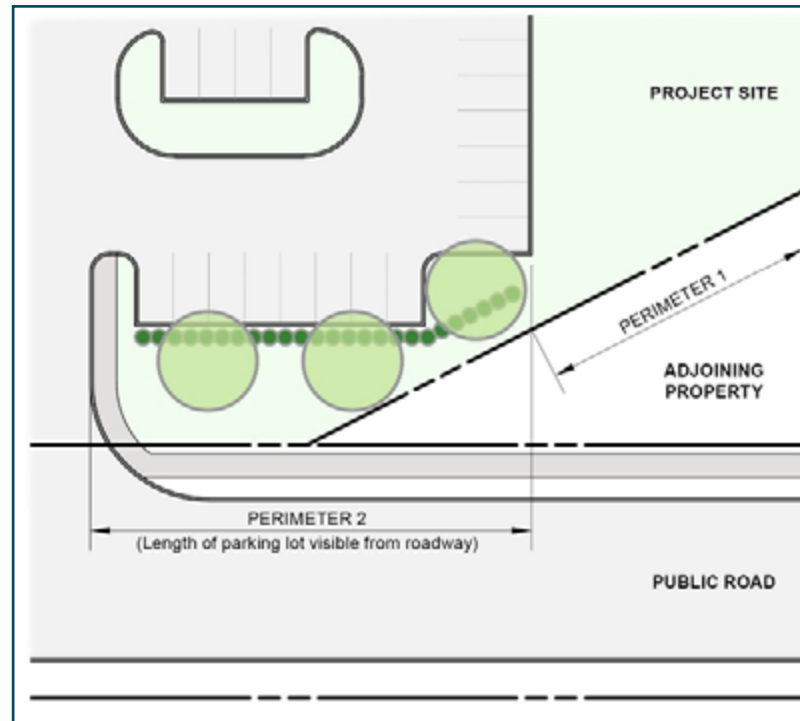 PROJECT SITE
PERIMETER 1
ADJOINING
PROPERTY
PERIMETER 2
(Length of parking lot visible from roadway)
PUBLIC ROAD